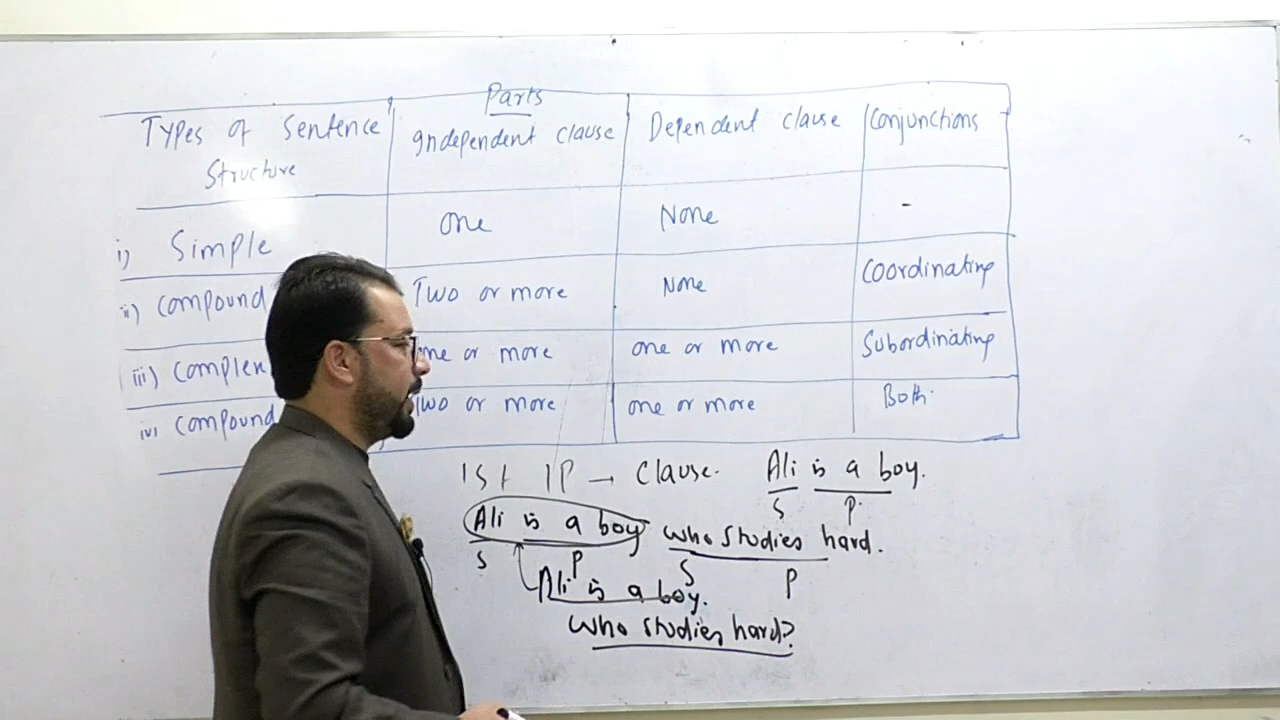 Parts
Types of Sentence Structure | Independent clause | Dependent clause | Conjunctions
i) Simple | One | None | -
ii) Compound | Two or more | None | Coordinating
iii) Complex | one or more | one or more | Subordinating
iv) Compound | Two or more | one or more | Both.
1S + 1P → Clause. Ali is a boy.
S P.
Ali is a boy who studies hard.
S P S P
Ali is a boy.
Who studies hard?